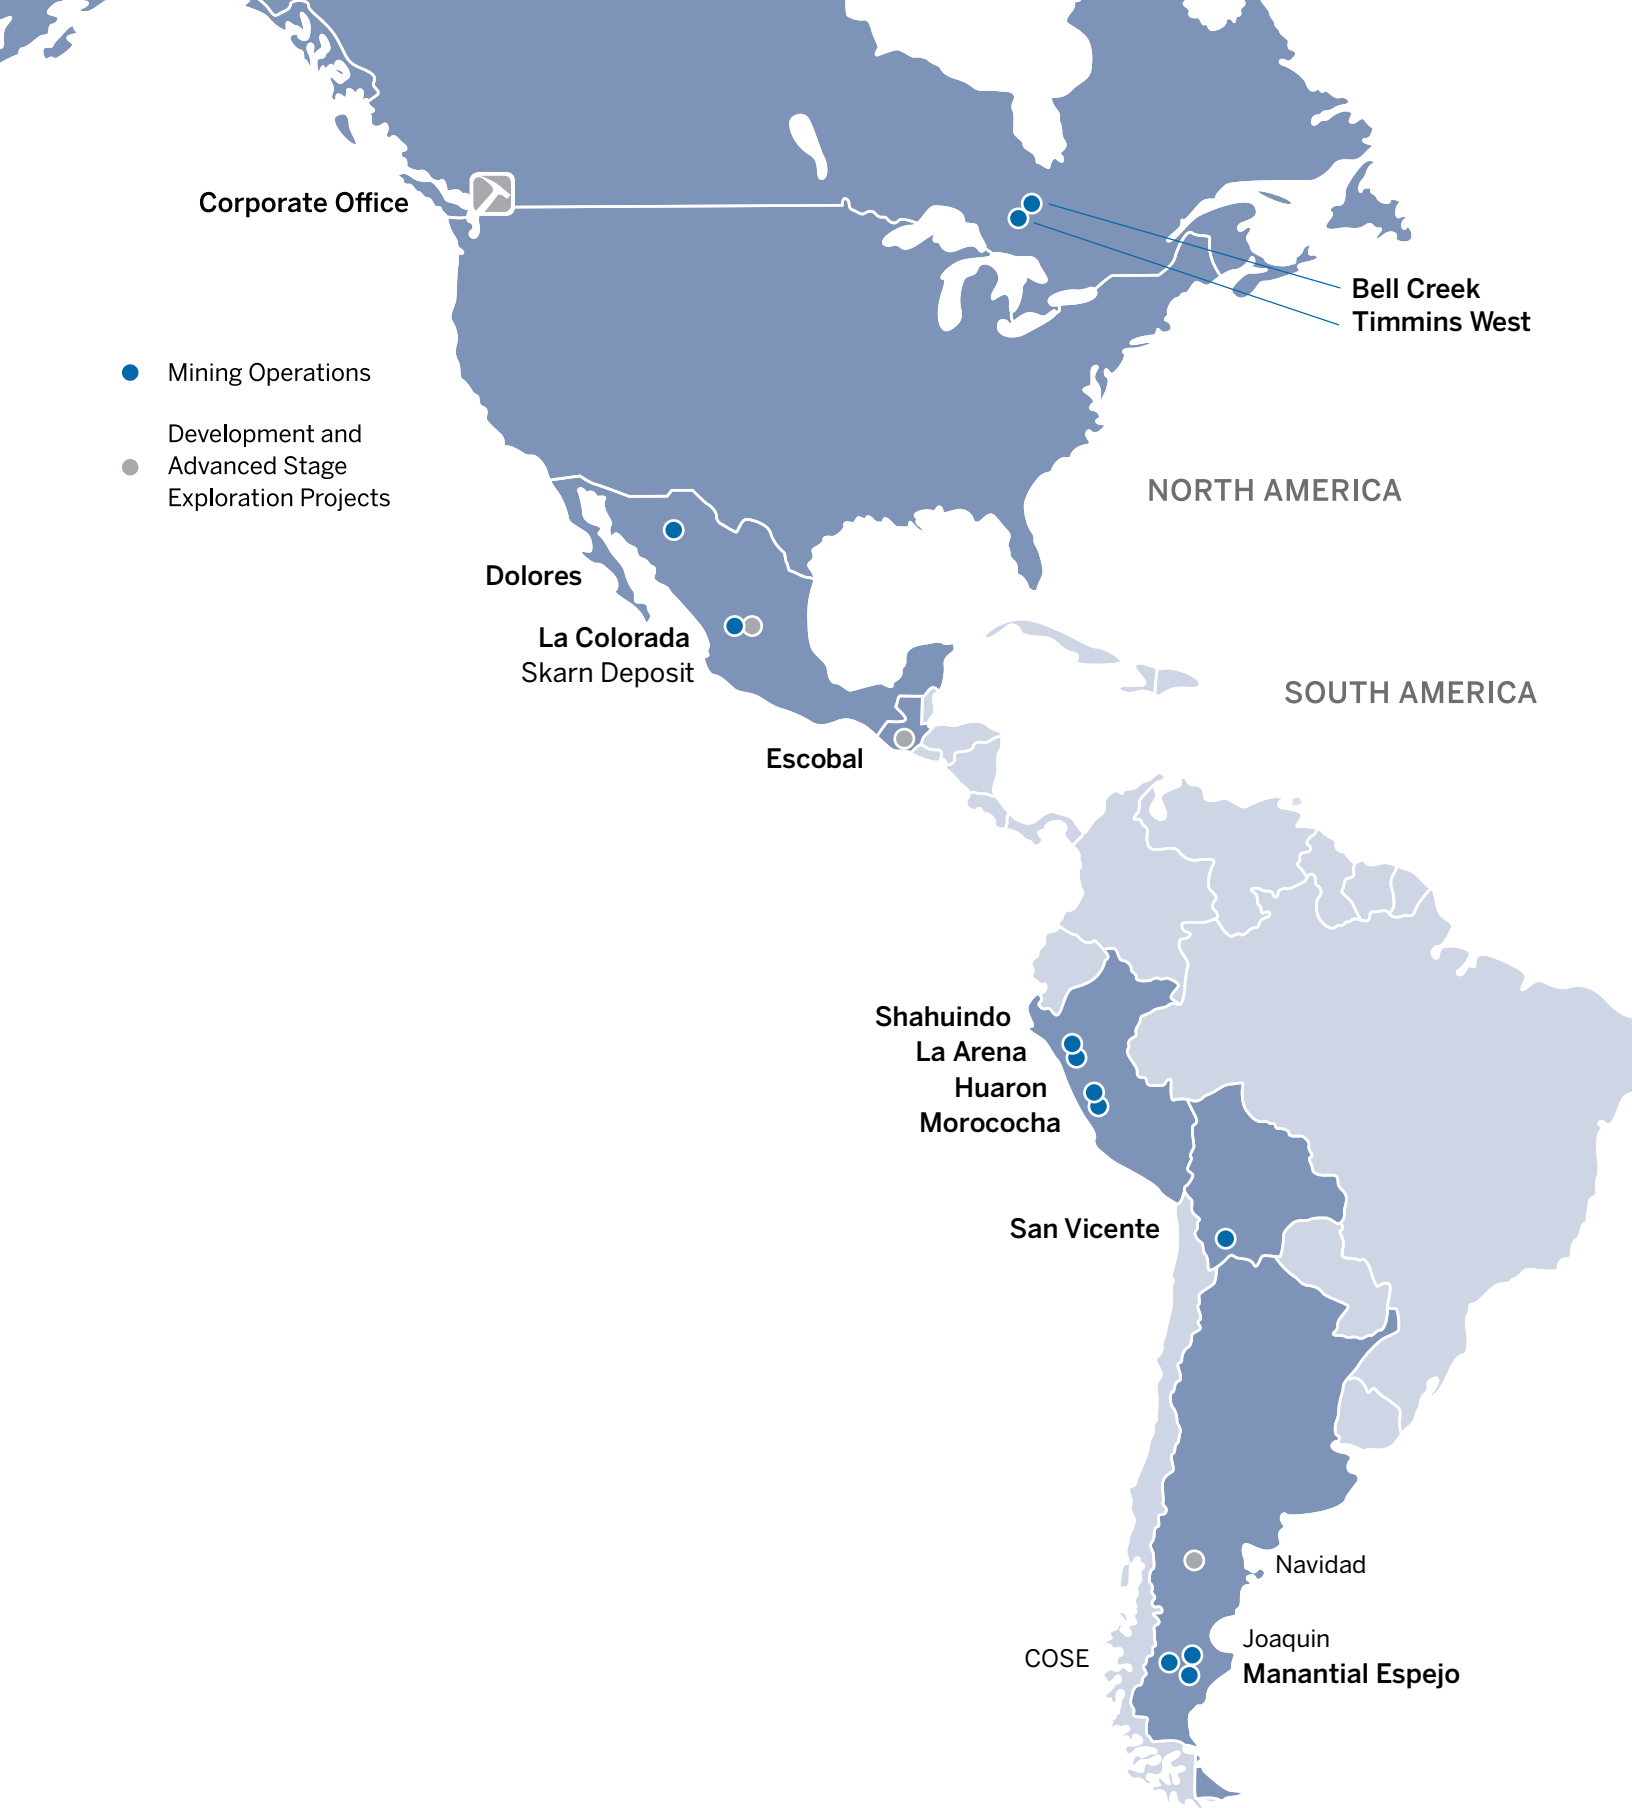 Corporate Office
Bell Creek
Timmins West
Mining Operations
Development and
Advanced Stage
Exploration Projects
NORTH AMERICA
Dolores
La Colorada
Skarn Deposit
SOUTH AMERICA
Escobal
Shahuindo
La Arena
Huaron
Morococha
San Vicente
Navidad
Joaquin
COSE
Manantial Espejo